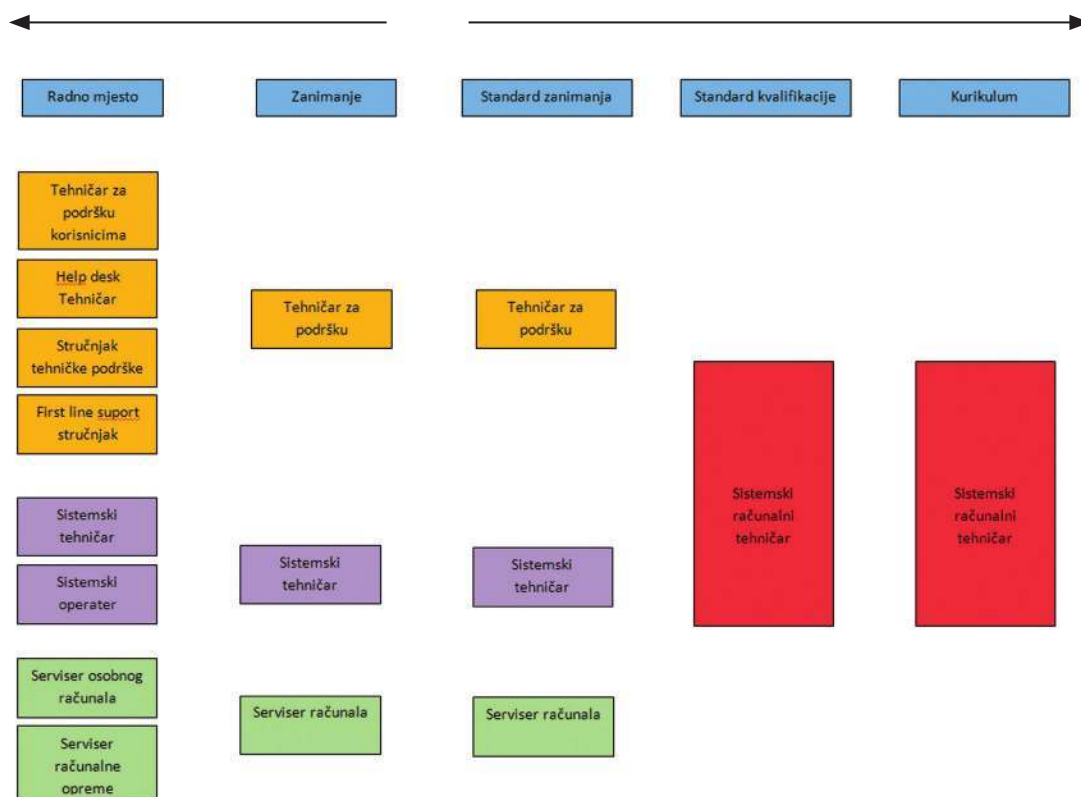 Radno mjesto
Zanimanje
Standard zanimanja
Standard kvalifikacije
Kurikulum
Tehničar za
podršku
korisnicima
Help desk
Tehničar
Stručnjak
tehničke podrške
First line suport
stručnjak
Tehničar za
podršku
Tehničar za
podršku
Sistemski
tehničar
Sistemski
operater
Sistemski
tehničar
Sistemski
tehničar
Sistemski
računalni
tehničar
Sistemski
računalni
tehničar
Serviser osobnog
računala
Serviser
računalne
opreme
Serviser računala
Serviser računala